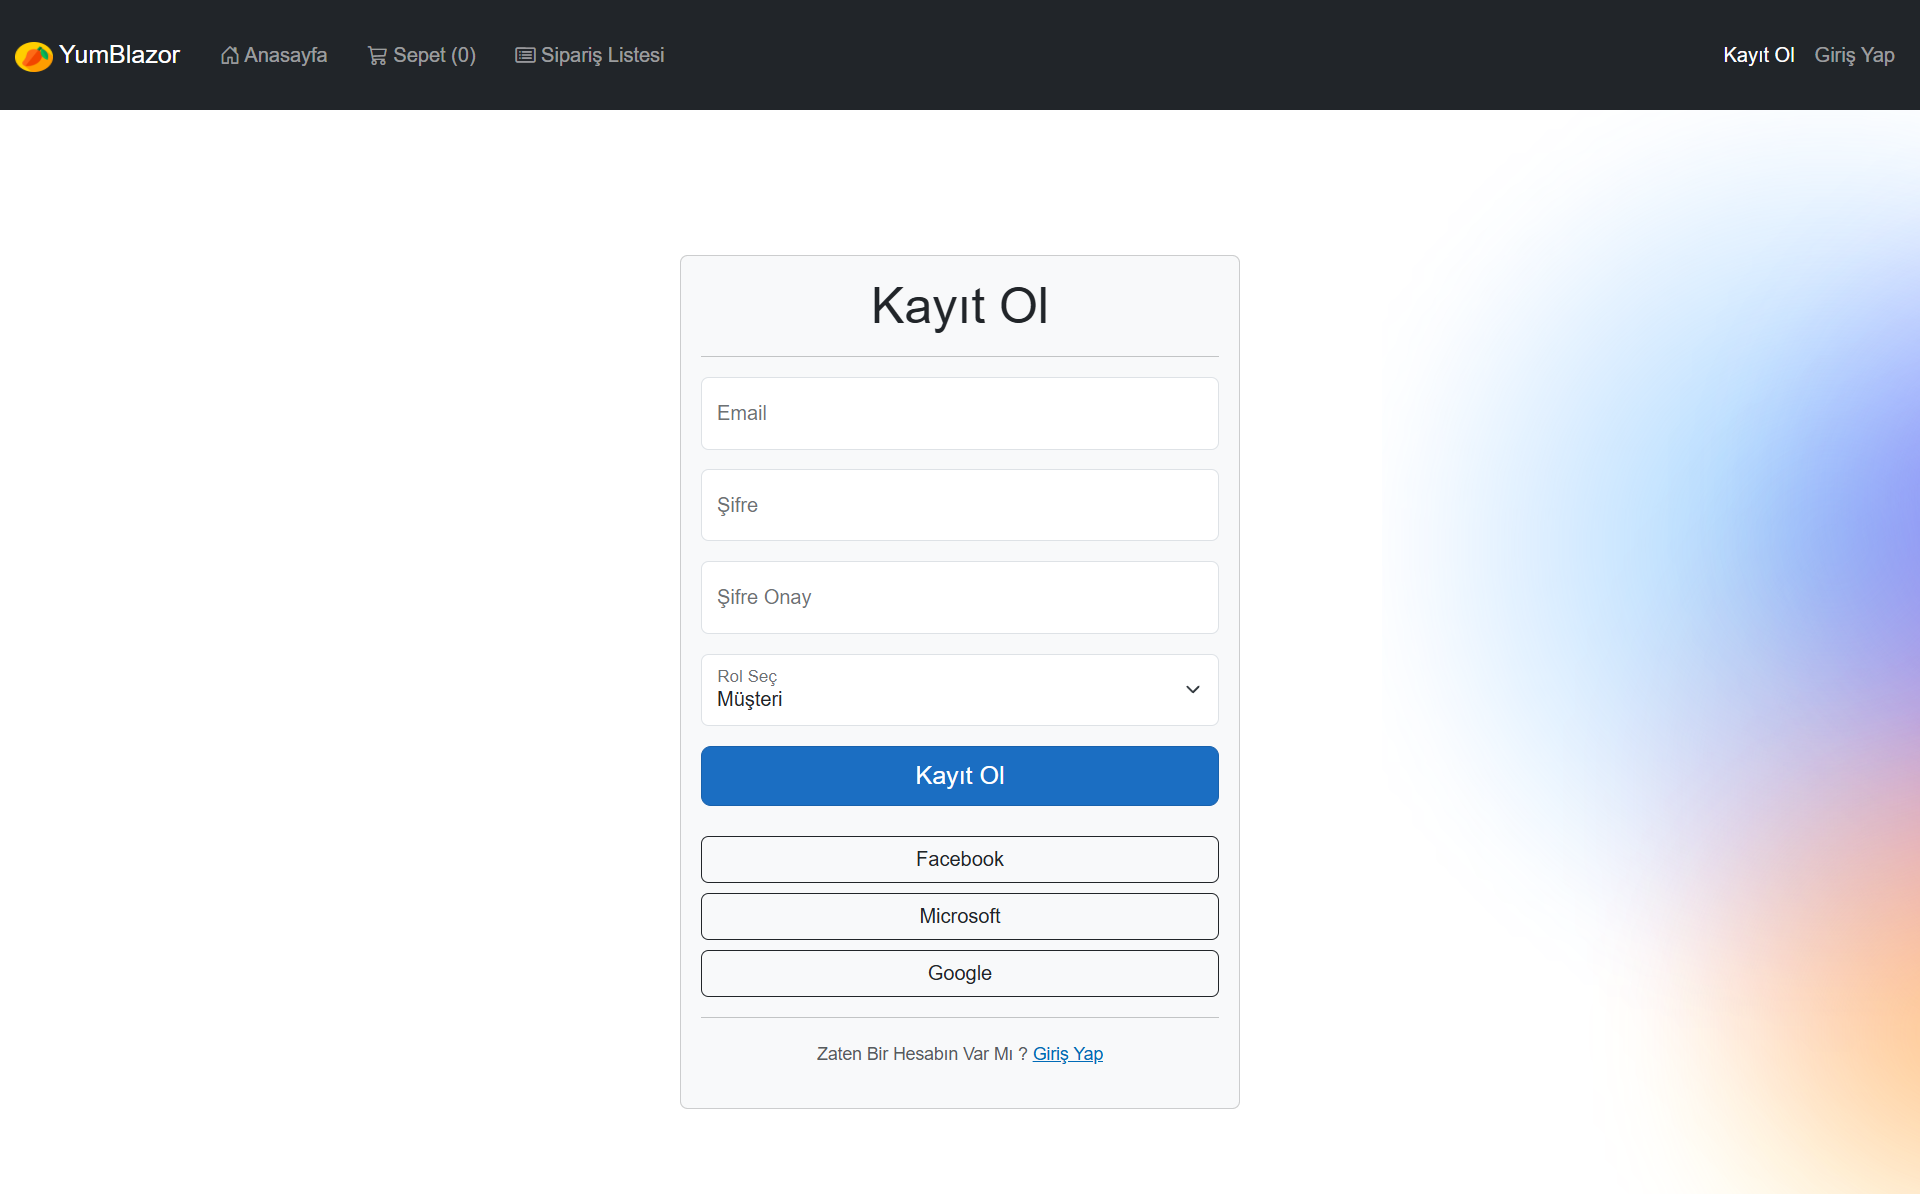 YumBlazor Anasayfa Sepet (0) Sipariş Listesi Kayıt Ol Giriş Yap
Kayıt Ol
Email
Şifre
Şifre Onay
Rol Seç
Müşteri
Kayıt Ol
Facebook
Microsoft
Google
Zaten Bir Hesabın Var Mı ? Giriş Yap